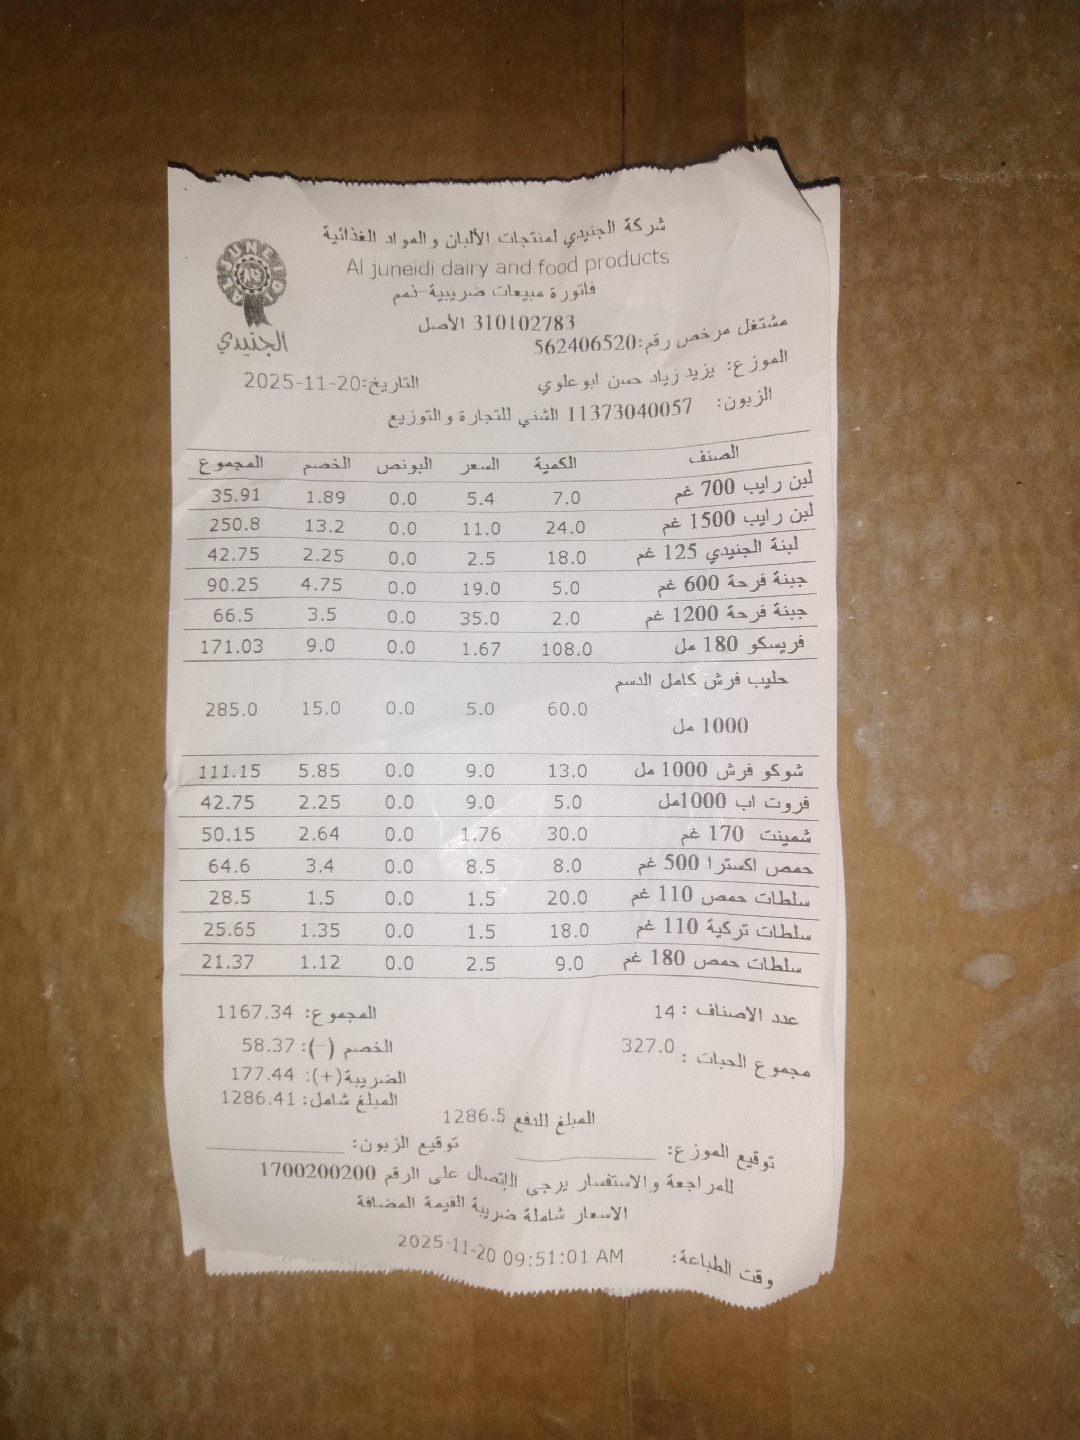 شركة الجنيدي لمنتجات الألبان والمواد الغذائية
Al juneidi dairy and food products
فاتورة مبيعات ضريبية-ذمم
310102783 الأصل
AL JUNEIDI
الجنيدي
مشتغل مرخص رقم:562406520
الموزع: يزيد زياد حسن ابو علوي
التاريخ:20-11-2025
الزبون: 11373040057 الشني للتجارة والتوزيع
الصنف الكمية السعر البونص الخصم المجموع
لبن رايب 700 غم 7.0 5.4 0.0 1.89 35.91
لبن رايب 1500 غم 24.0 11.0 0.0 13.2 250.8
لبنة الجنيدي 125 غم 18.0 2.5 0.0 2.25 42.75
جبنة فرحة 600 غم 5.0 19.0 0.0 4.75 90.25
جبنة فرحة 1200 غم 2.0 35.0 0.0 3.5 66.5
فريسكو 180 مل 108.0 1.67 0.0 9.0 171.03
حليب فرش كامل الدسم
1000 مل 60.0 5.0 0.0 15.0 285.0
شوكو فرش 1000 مل 13.0 9.0 0.0 5.85 111.15
فروت اب 1000مل 5.0 9.0 0.0 2.25 42.75
شمينت 170 غم 30.0 1.76 0.0 2.64 50.15
حمص اكسترا 500 غم 8.0 8.5 0.0 3.4 64.6
سلطات حمص 110 غم 20.0 1.5 0.0 1.5 28.5
سلطات تركية 110 غم 18.0 1.5 0.0 1.35 25.65
سلطات حمص 180 غم 9.0 2.5 0.0 1.12 21.37
عدد الاصناف : 14
المجموع: 1167.34
مجموع الحبات : 327.0
الخصم (-): 58.37
الضريبة(+): 177.44
المبلغ شامل: 1286.41
المبلغ للدفع 1286.5
توقيع الموزع: توقيع الزبون:
للمراجعة والاستفسار يرجى الإتصال على الرقم 1700200200
الاسعار شاملة ضريبة القيمة المضافة
وقت الطباعة: 2025-11-20 09:51:01 AM